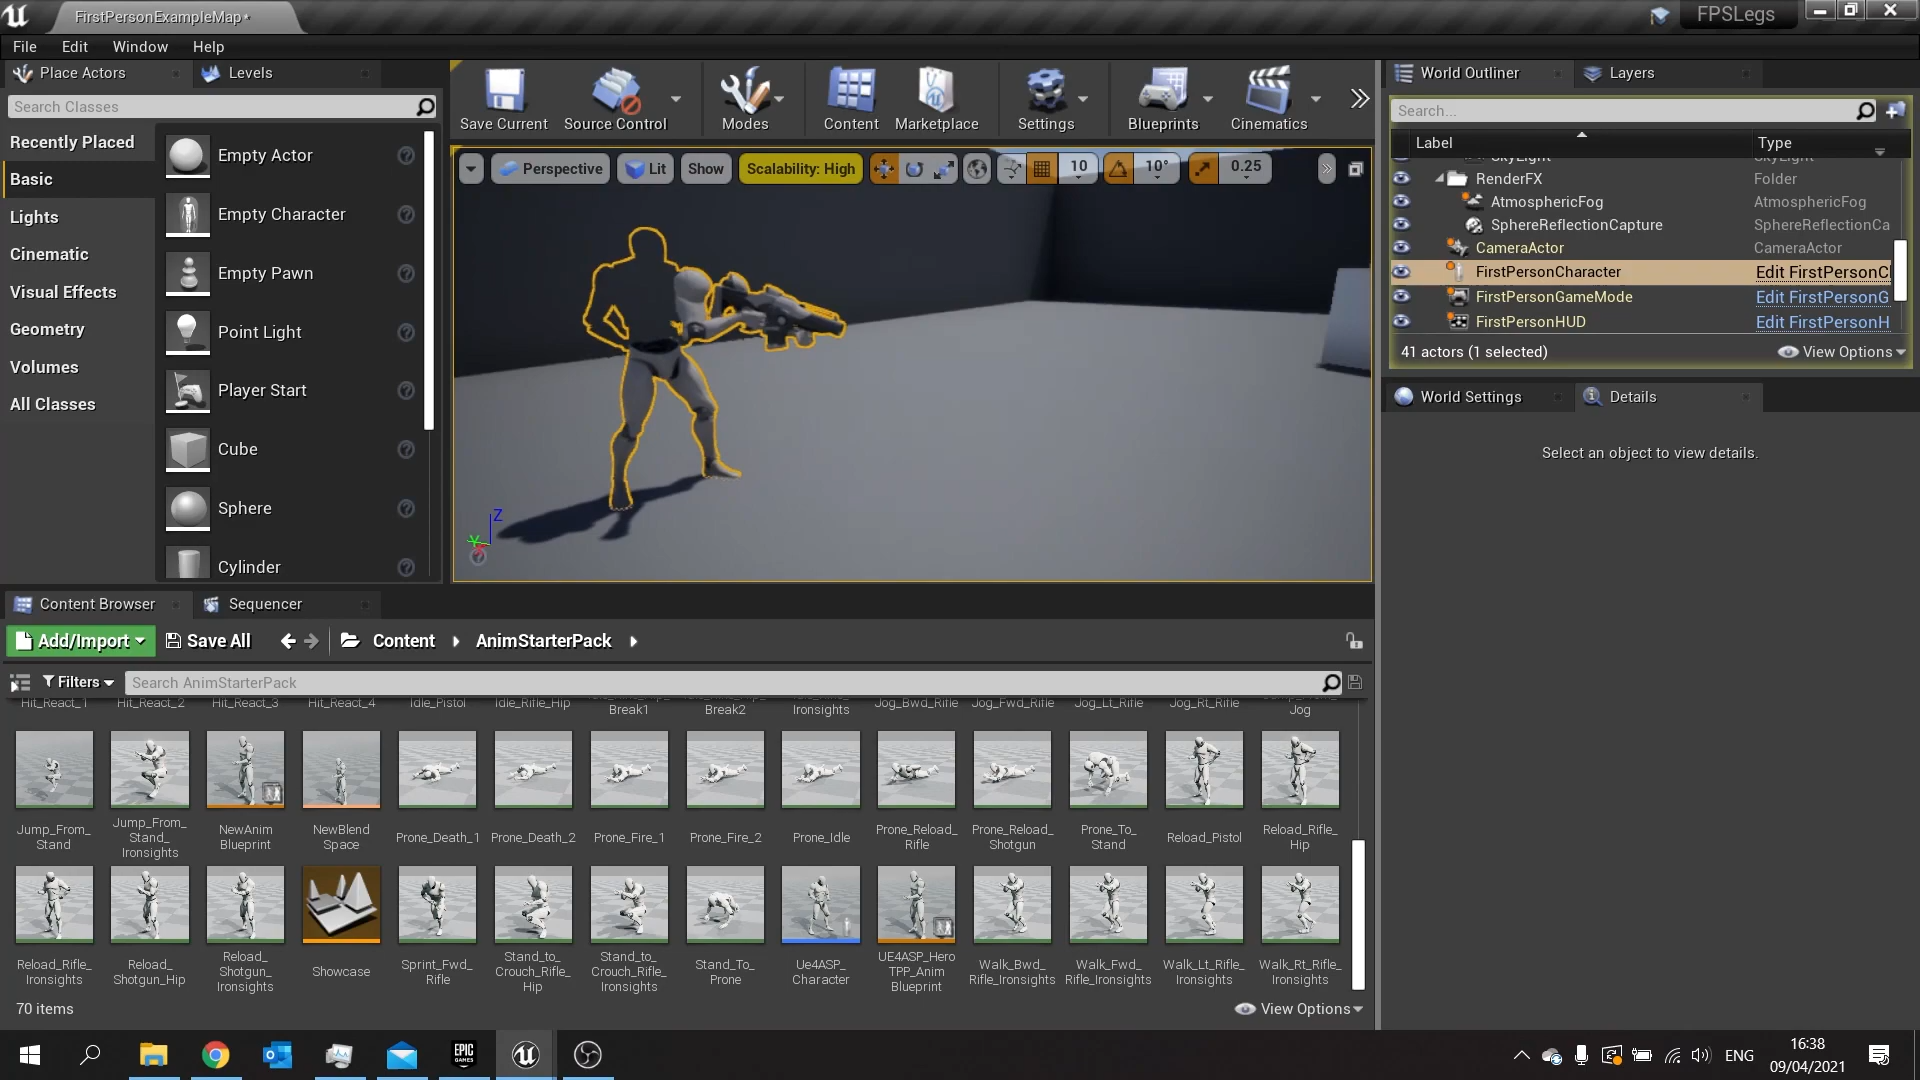 FirstPersonExampleMap*
FPSLegs
File Edit Window Help
Place Actors
Levels
Search Classes
Recently Placed
Basic
Lights
Cinematic
Visual Effects
Geometry
Volumes
All Classes
Empty Actor
Empty Character
Empty Pawn
Point Light
Player Start
Cube
Sphere
Cylinder
Save Current
Source Control
Modes
Content
Marketplace
Settings
Blueprints
Cinematics
Perspective
Lit
Show
Scalability: High
10
10°
0.25
Z
Y
World Outliner
Layers
Search...
Label
Type
SkyLight SkyLight
RenderFX Folder
AtmosphericFog AtmosphericFog
SphereReflectionCapture SphereReflectionCa
CameraActor CameraActor
FirstPersonCharacter Edit FirstPersonCl
FirstPersonGameMode Edit FirstPersonG
FirstPersonHUD Edit FirstPersonH
41 actors (1 selected)
View Options
World Settings
Details
Select an object to view details.
Content Browser
Sequencer
Add/Import
Save All
Content
AnimStarterPack
Filters
Search AnimStarterPack
Hit_React_1
Hit_React_2
Hit_React_3
Hit_React_4
Idle_Pistol
Idle_Rifle_Hip
Break1
Break2
Ironsights
Jog_Bwd_Rifle
Jog_Fwd_Rifle
Jog_Lt_Rifle
Jog_Rt_Rifle
Jog
Jump_From_
Stand
Jump_From_
Stand_
Ironsights
NewAnim
Blueprint
NewBlend
Space
Prone_Death_1
Prone_Death_2
Prone_Fire_1
Prone_Fire_2
Prone_Idle
Prone_Reload_
Rifle
Prone_Reload_
Shotgun
Prone_To_
Stand
Reload_Pistol
Reload_Rifle_
Hip
Reload_Rifle_
Ironsights
Reload_
Shotgun_Hip
Reload_
Shotgun_
Ironsights
Showcase
Sprint_Fwd_
Rifle
Stand_to_
Crouch_Rifle_
Hip
Stand_to_
Crouch_Rifle_
Ironsights
Stand_To_
Prone
Ue4ASP_
Character
UE4ASP_Hero
TPP_Anim
Blueprint
Walk_Bwd_
Rifle_Ironsights
Walk_Fwd_
Rifle_Ironsights
Walk_Lt_Rifle_
Ironsights
Walk_Rt_Rifle_
Ironsights
70 items
View Options
EPIC
GAMES
ENG
16:38
09/04/2021